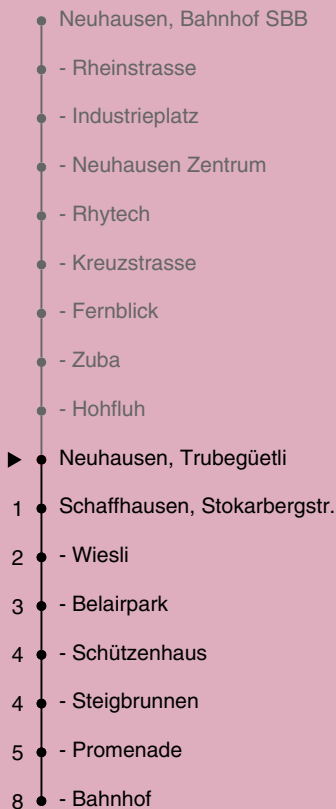 Neuhausen, Bahnhof SBB
- Rheinstrasse
- Industrieplatz
- Neuhausen Zentrum
- Rhytech
- Kreuzstrasse
- Fernblick
- Zuba
- Hohfluh
Neuhausen, Trubegüetli
1 Schaffhausen, Stokarbergstr.
2 - Wiesli
3 - Belairpark
4 - Schützenhaus
4 - Steigbrunnen
5 - Promenade
8 - Bahnhof